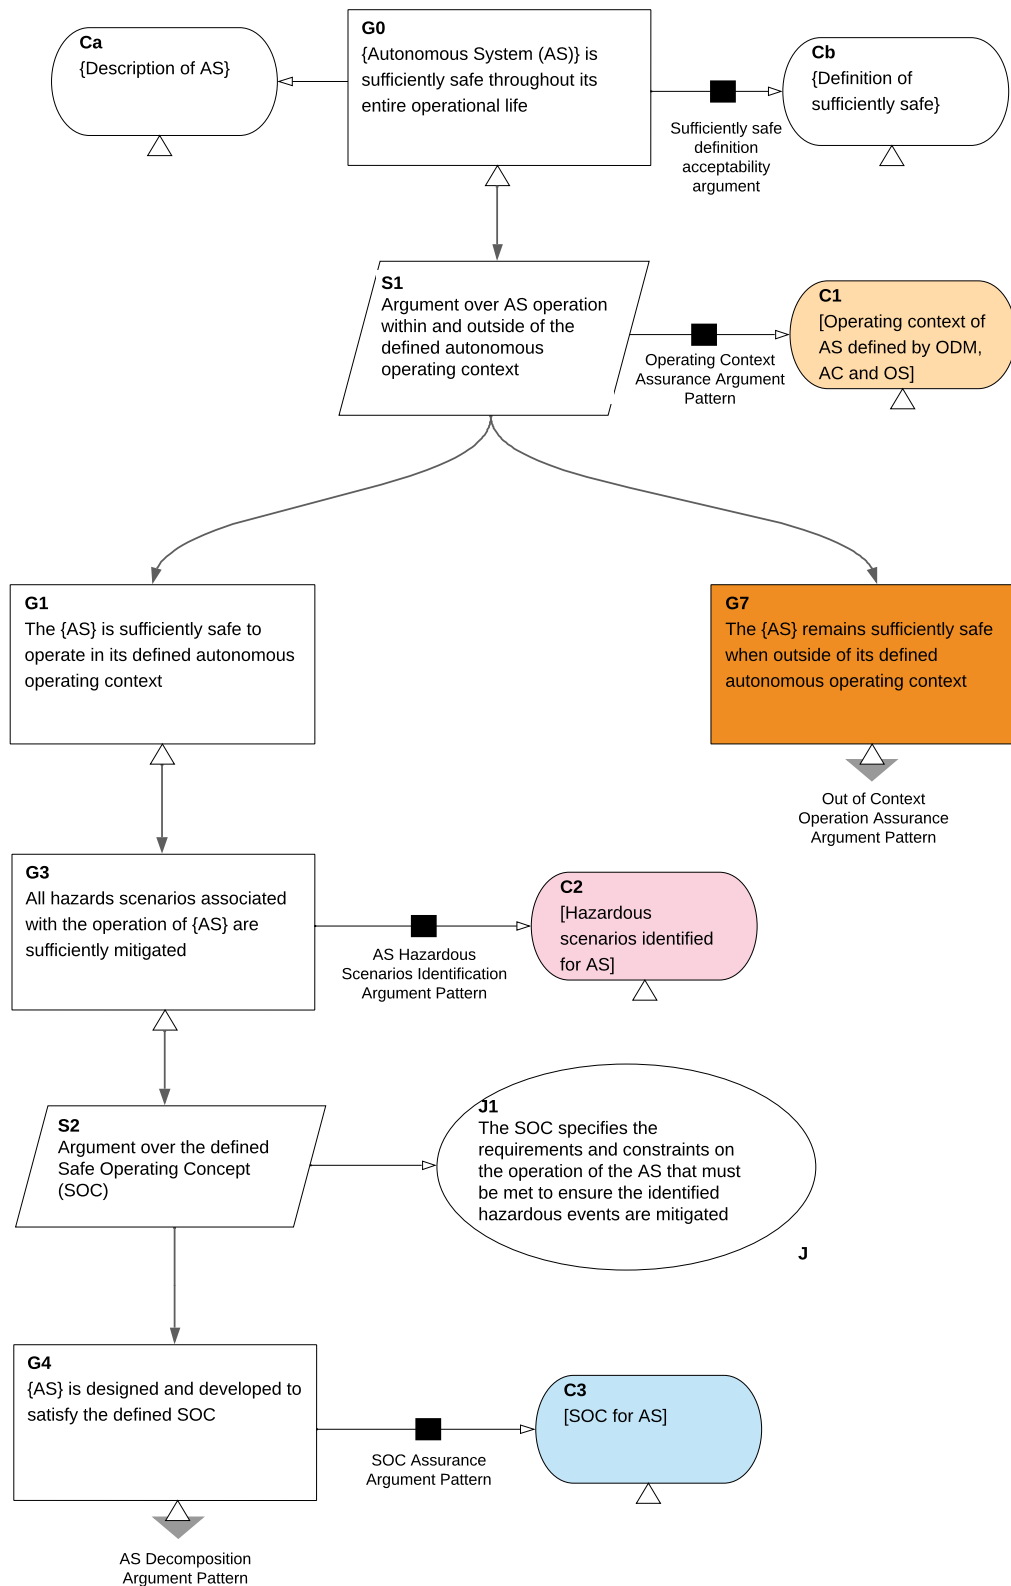 Ca
{Description of AS}
G0
{Autonomous System (AS)} is
sufficiently safe throughout its
entire operational life
Cb
{Definition of
sufficiently safe}
Sufficiently safe
definition
acceptability
argument
S1
Argument over AS operation
within and outside of the
defined autonomous
operating context
Operating Context
Assurance Argument
Pattern
C1
[Operating context of
AS defined by ODM,
AC and OS]
G1
The {AS} is sufficiently safe to
operate in its defined autonomous
operating context
G7
The {AS} remains sufficiently safe
when outside of its defined
autonomous operating context
Out of Context
Operation Assurance
Argument Pattern
G3
All hazards scenarios associated
with the operation of {AS} are
sufficiently mitigated
AS Hazardous
Scenarios Identification
Argument Pattern
C2
[Hazardous
scenarios identified
for AS]
S2
Argument over the defined
Safe Operating Concept
(SOC)
J1
The SOC specifies the
requirements and constraints on
the operation of the AS that must
be met to ensure the identified
hazardous events are mitigated
J
G4
{AS} is designed and developed to
satisfy the defined SOC
SOC Assurance
Argument Pattern
C3
[SOC for AS]
AS Decomposition
Argument Pattern